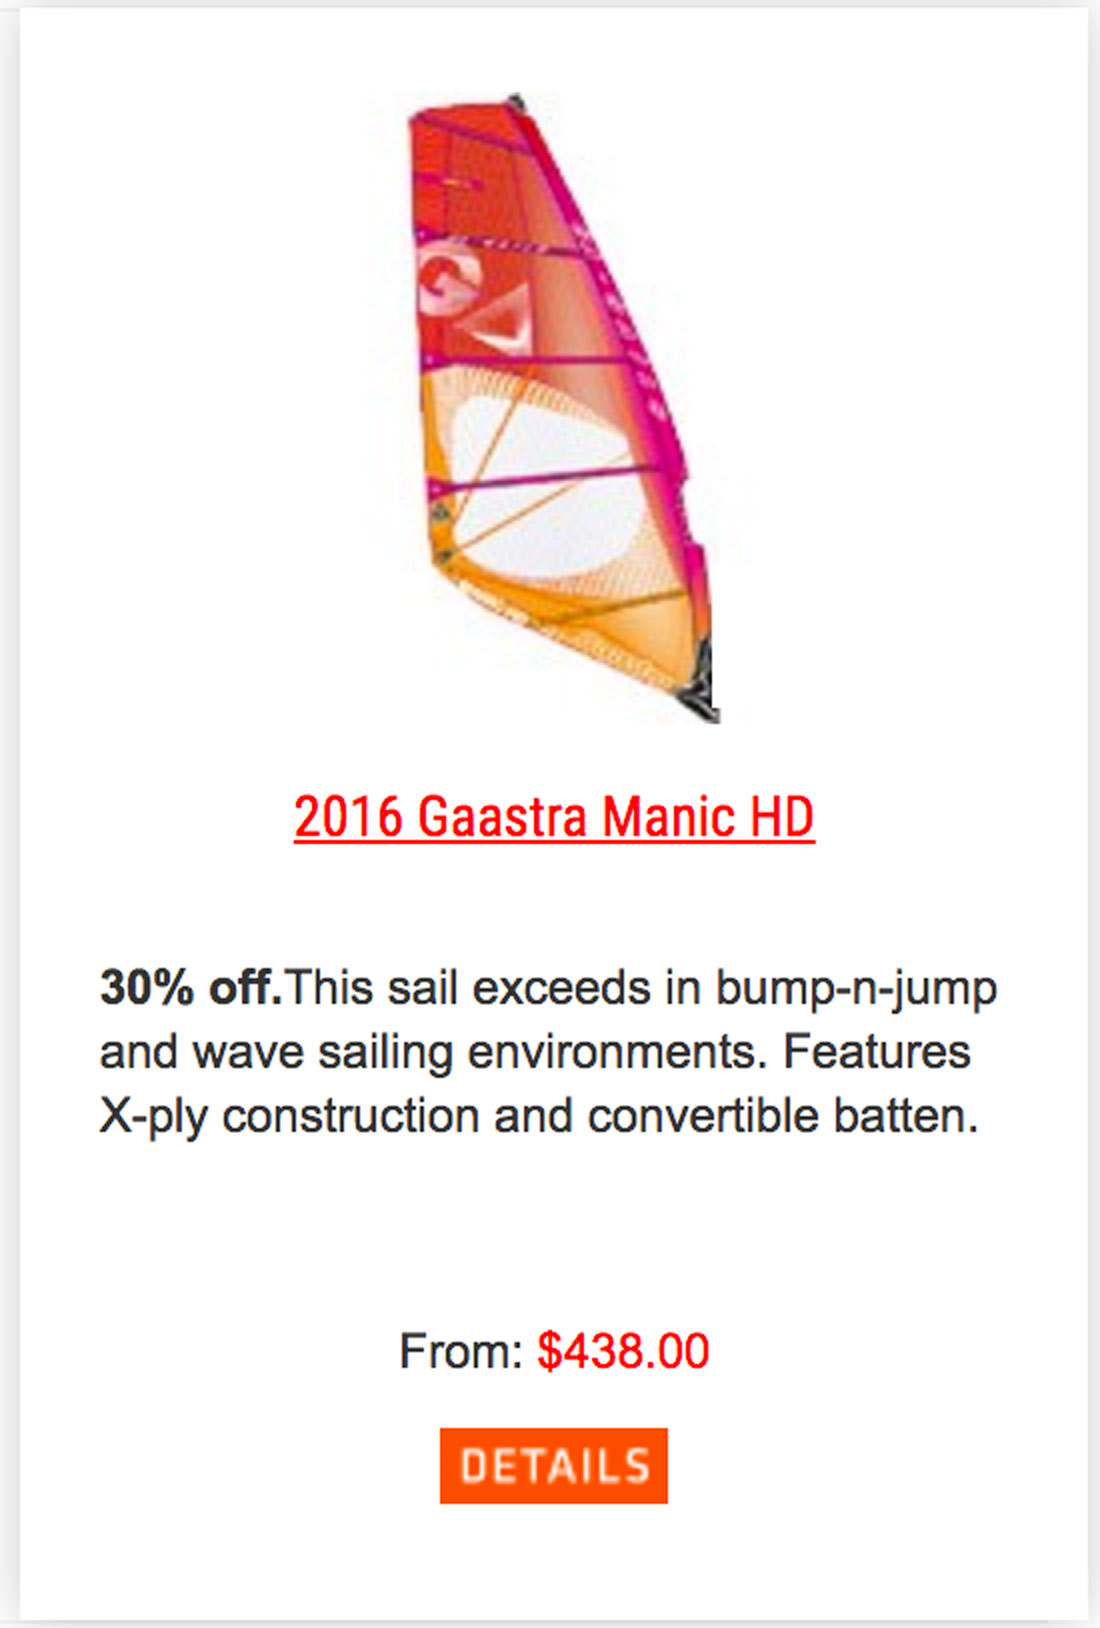 2016 Gaastra Manic HD
30% off.This sail exceeds in bump-n-jump
and wave sailing environments. Features
X-ply construction and convertible batten.
From: $438.00
DETAILS